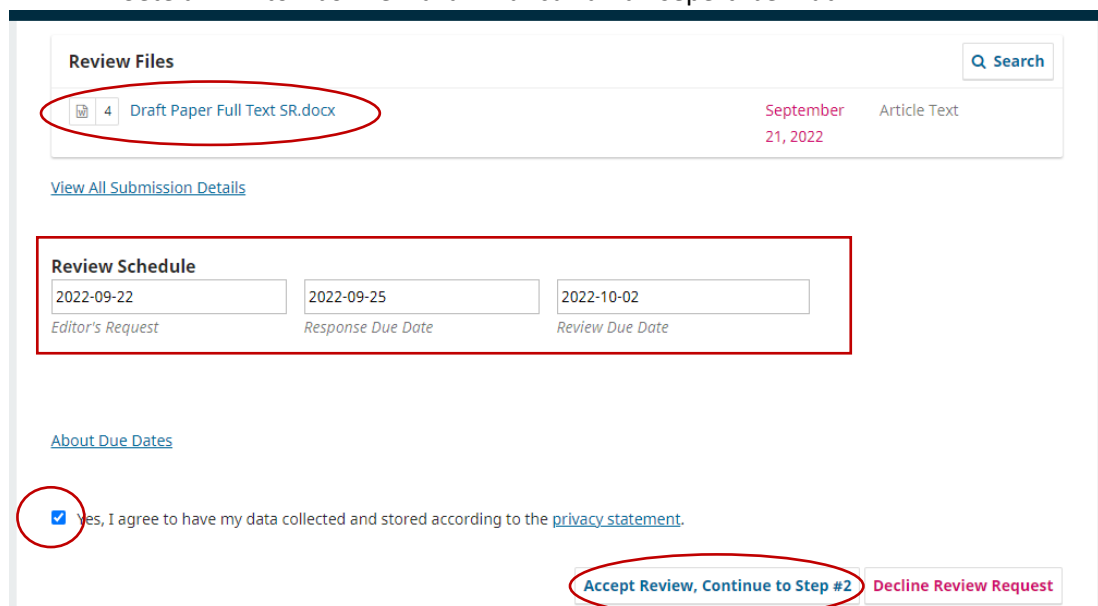 Review Files
Search
4 Draft Paper Full Text SR.docx
September 21, 2022
Article Text
View All Submission Details
Review Schedule
2022-09-22 2022-09-25 2022-10-02
Editor's Request Response Due Date Review Due Date
About Due Dates
Yes, I agree to have my data collected and stored according to the privacy statement.
Accept Review, Continue to Step #2 Decline Review Request